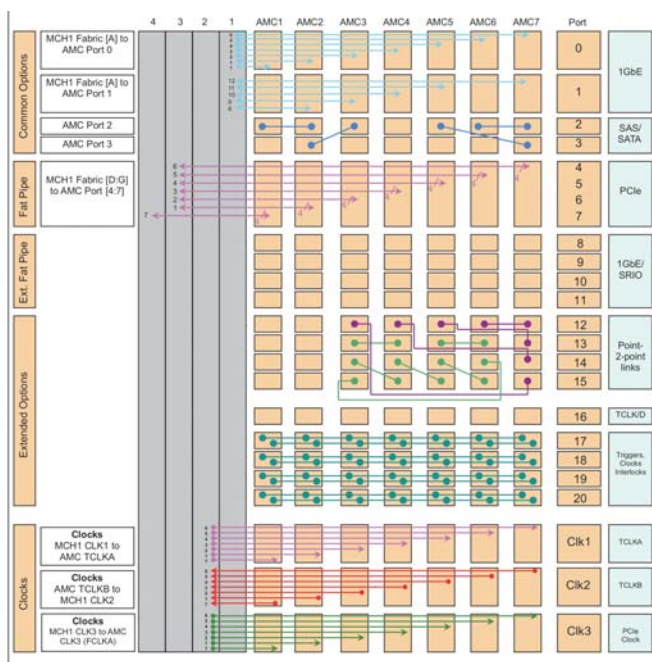 4 3 2 1 AMC1 AMC2 AMC3 AMC4 AMC5 AMC6 AMC7 Port
Common Options
MCH1 Fabric [A] to
AMC Port 0
0
1GbE
MCH1 Fabric [A] to
AMC Port 1
12
11
10
9
8
1
AMC Port 2
2
SAS/
SATA
AMC Port 3
3
Fat Pipe
MCH1 Fabric [D:G]
to AMC Port [4:7]
6
5
4
3
2
1
7
4
5
6
7
PCIe
Ext. Fat Pipe
8
9
10
11
1GbE/
SRIO
Extended Options
12
13
14
15
Point-
2-point
links
16
TCLK/D
17
18
19
20
Triggers,
Clocks
Interlocks
Clocks
Clocks
MCH1 CLK1 to
AMC TCLKA
Clk1
TCLKA
Clocks
AMC TCLKB to
MCH1 CLK2
Clk2
TCLKB
Clocks
MCH1 CLK3 to AMC
CLK3 (FCLKA)
Clk3
PCIe
Clock